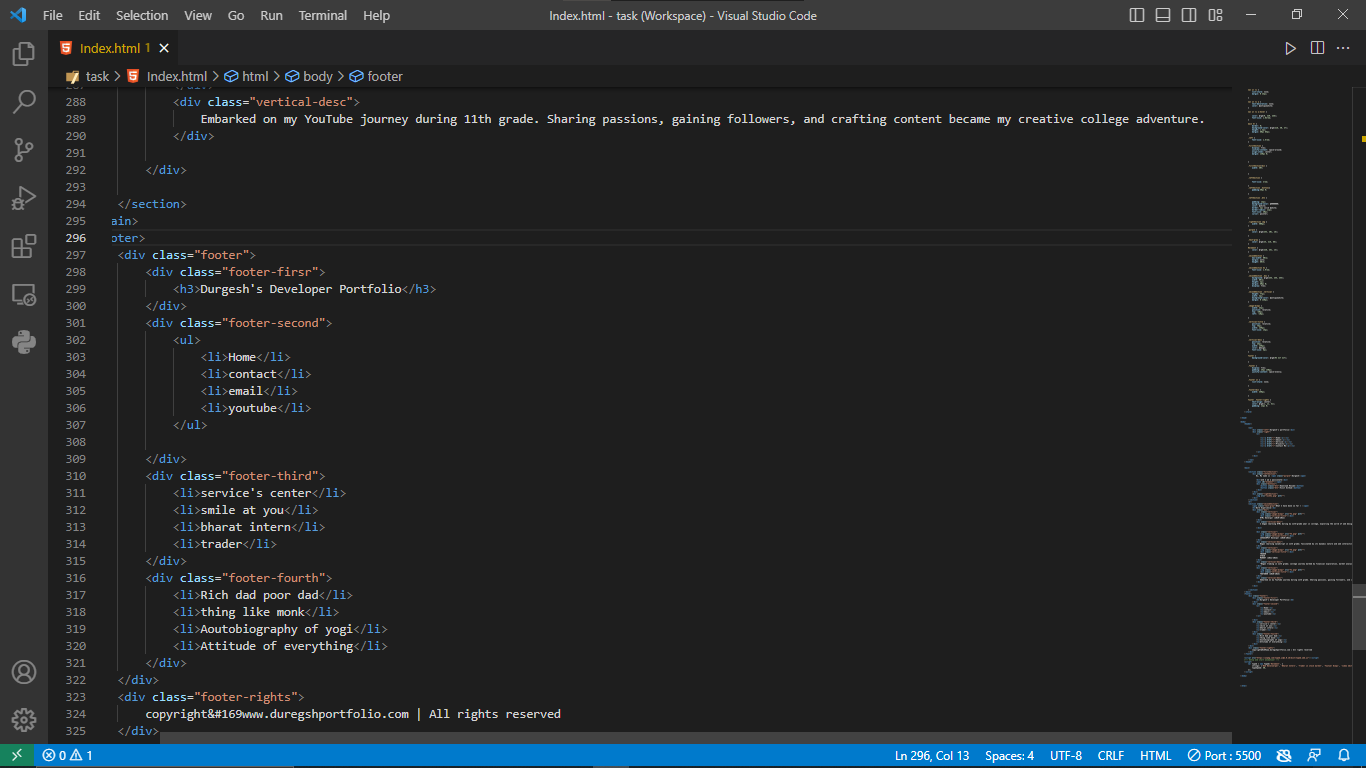 File Edit Selection View Go Run Terminal Help Index.html - task (Workspace) - Visual Studio Code
Index.html 1
task > Index.html > html > body > footer
288 <div class="vertical-desc">
289 Embarked on my YouTube journey during 11th grade. Sharing passions, gaining followers, and crafting content became my creative college adventure.
290 </div>
291
292 </div>
293
294 </section>
295 ain>
296 oter>
297 <div class="footer">
298 <div class="footer-firsr">
299 <h3>Durgesh's Developer Portfolio</h3>
300 </div>
301 <div class="footer-second">
302 <ul>
303 <li>Home</li>
304 <li>contact</li>
305 <li>email</li>
306 <li>youtube</li>
307 </ul>
308
309 </div>
310 <div class="footer-third">
311 <li>service's center</li>
312 <li>smile at you</li>
313 <li>bharat intern</li>
314 <li>trader</li>
315 </div>
316 <div class="footer-fourth">
317 <li>Rich dad poor dad</li>
318 <li>thing like monk</li>
319 <li>Aoutobiography of yogi</li>
320 <li>Attitude of everything</li>
321 </div>
322 </div>
323 <div class="footer-rights">
324 copyright&#169www.duregshportfolio.com | All rights reserved
325 </div>
0 1 Ln 296, Col 13 Spaces: 4 UTF-8 CRLF HTML Port : 5500